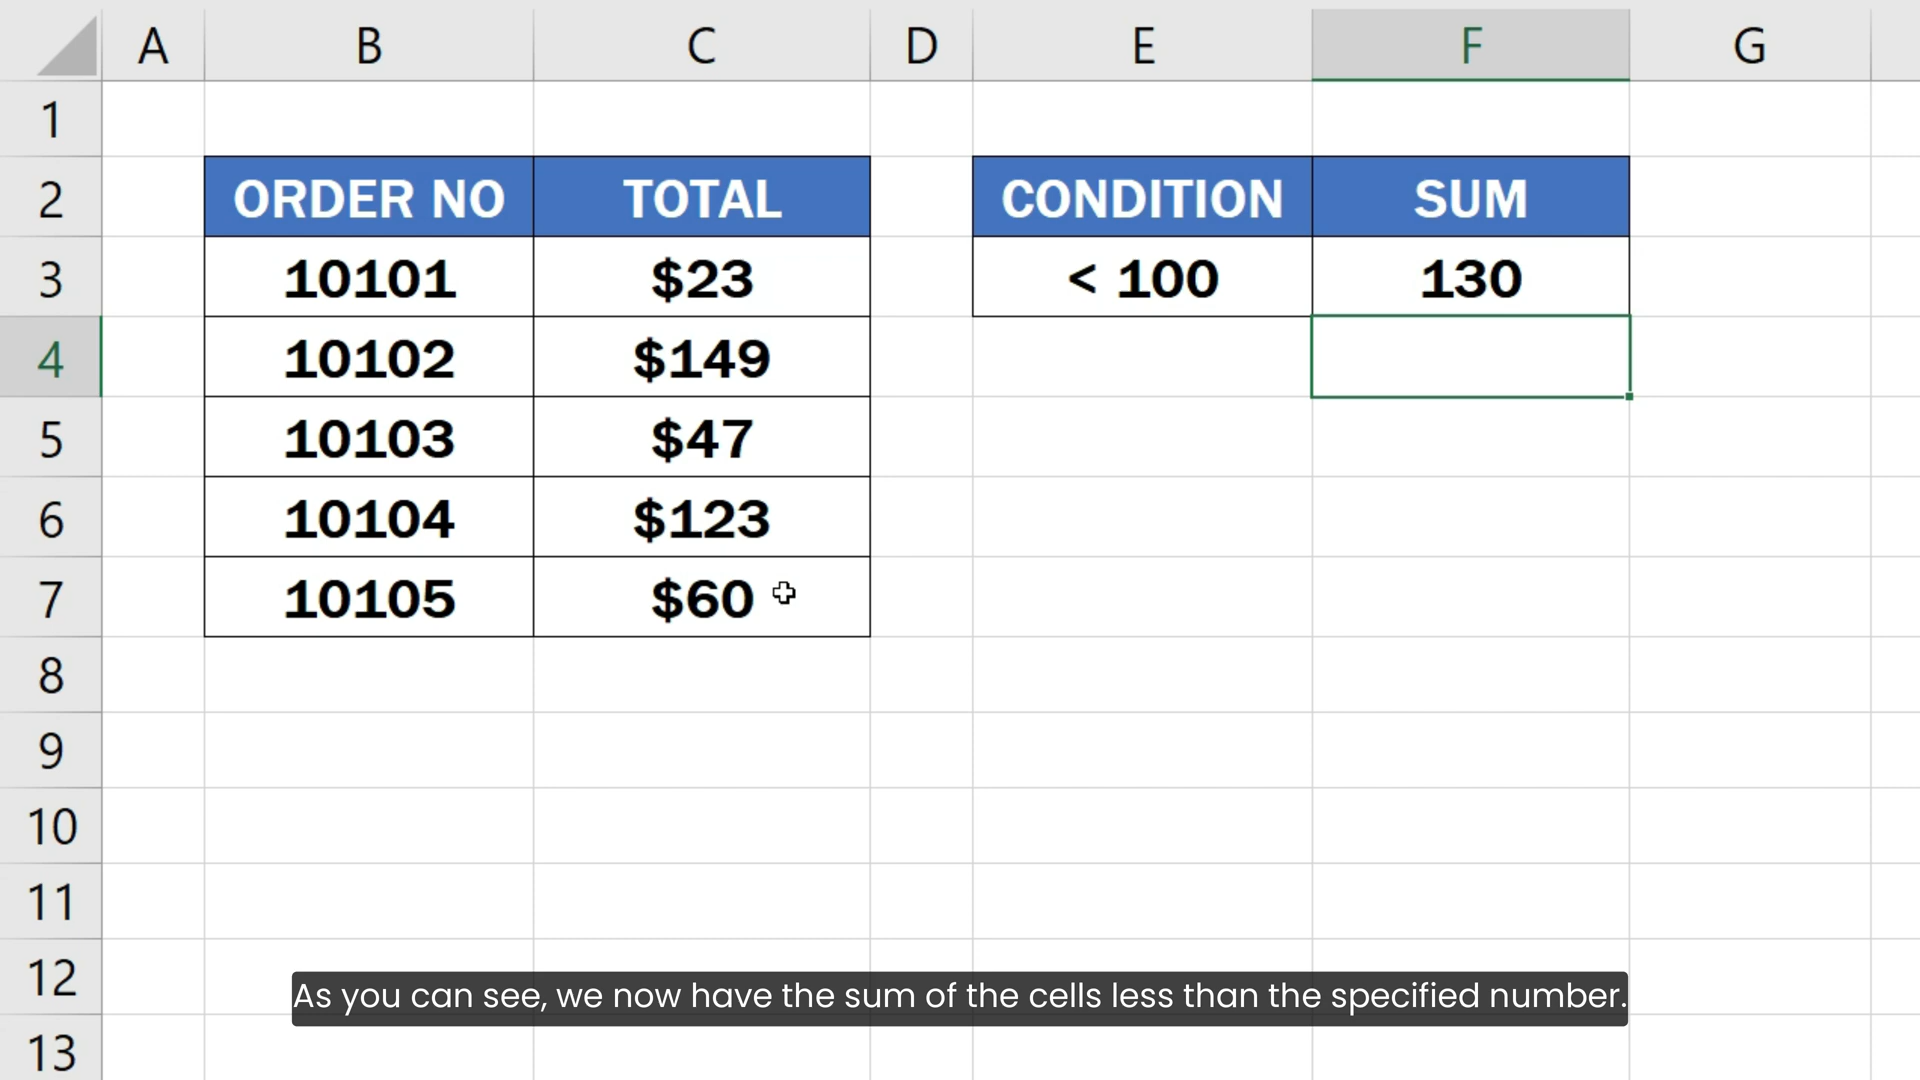 A B C D E F G
1
2 ORDER NO TOTAL CONDITION SUM
3 10101 $23 < 100 130
4 10102 $149
5 10103 $47
6 10104 $123
7 10105 $60
8
9
10
11
12
As you can see, we now have the sum of the cells less than the specified number.
13